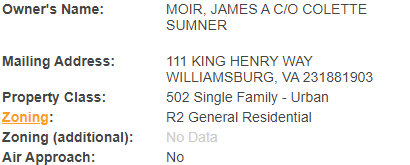 Owner's Name: MOIR, JAMES A C/O COLETTE
SUMNER
Mailing Address: 111 KING HENRY WAY
WILLIAMSBURG, VA 231881903
Property Class: 502 Single Family - Urban
Zoning: R2 General Residential
Zoning (additional): No Data
Air Approach: No